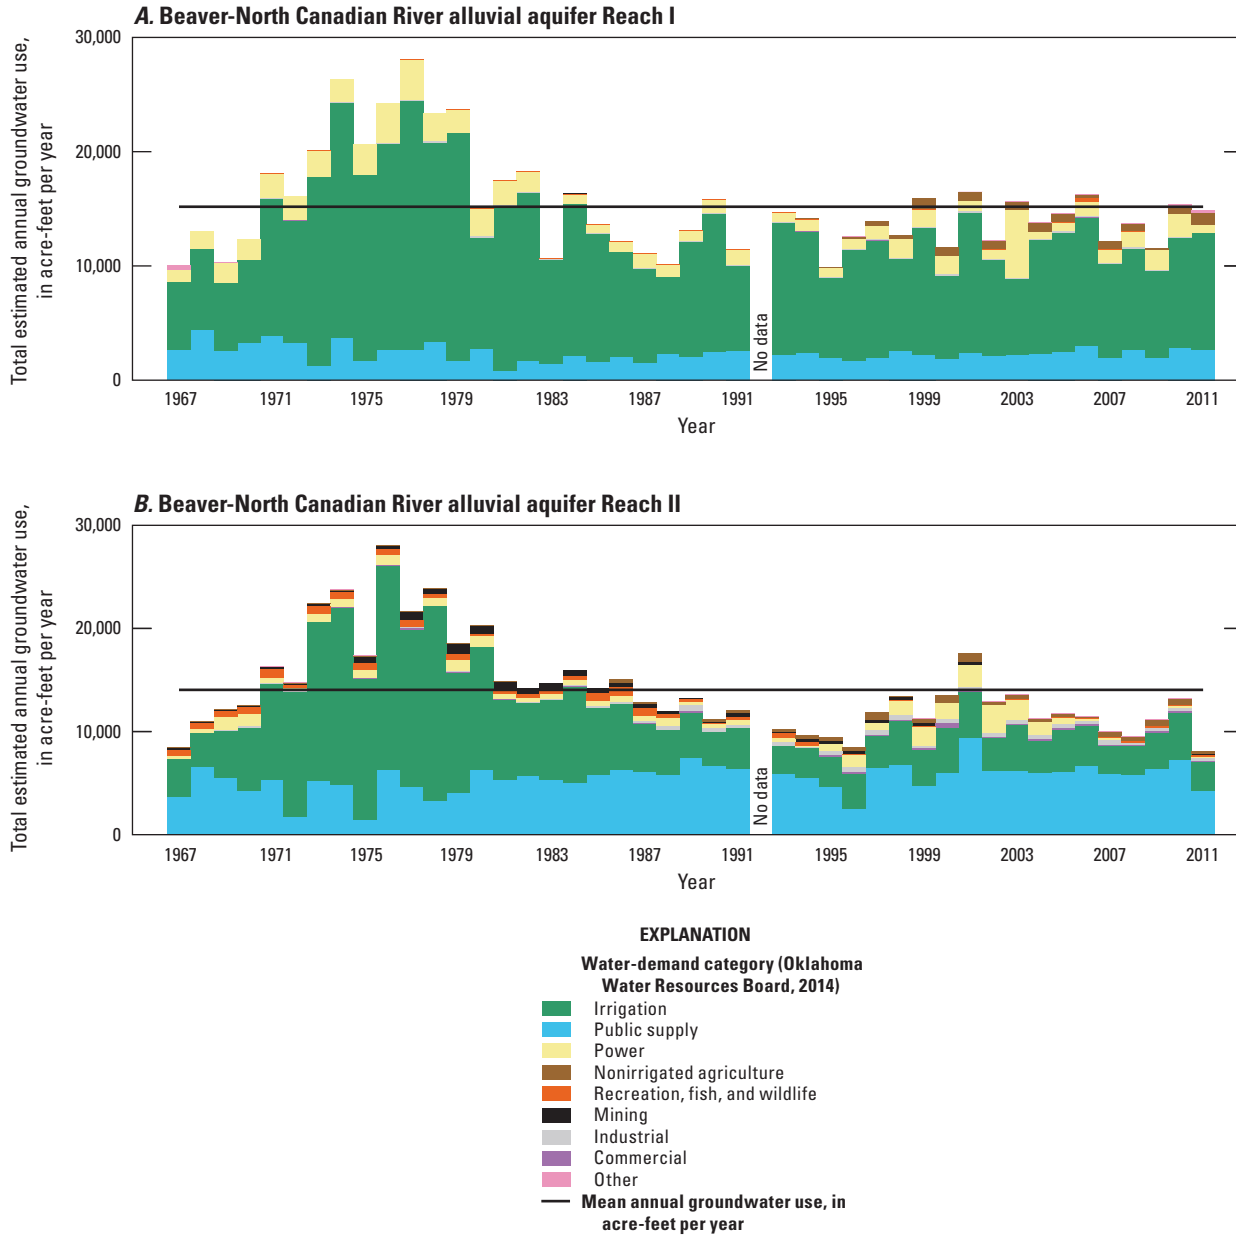 A. Beaver-North Canadian River alluvial aquifer Reach I
Total estimated annual groundwater use,
in acre-feet per year
30,000
20,000
10,000
0
No data
1967 1971 1975 1979 1983 1987 1991 1995 1999 2003 2007 2011
Year
B. Beaver-North Canadian River alluvial aquifer Reach II
Total estimated annual groundwater use,
in acre-feet per year
30,000
20,000
10,000
0
No data
1967 1971 1975 1979 1983 1987 1991 1995 1999 2003 2007 2011
Year
EXPLANATION
Water-demand category (Oklahoma
Water Resources Board, 2014)
Irrigation
Public supply
Power
Nonirrigated agriculture
Recreation, fish, and wildlife
Mining
Industrial
Commercial
Other
Mean annual groundwater use, in
acre-feet per year